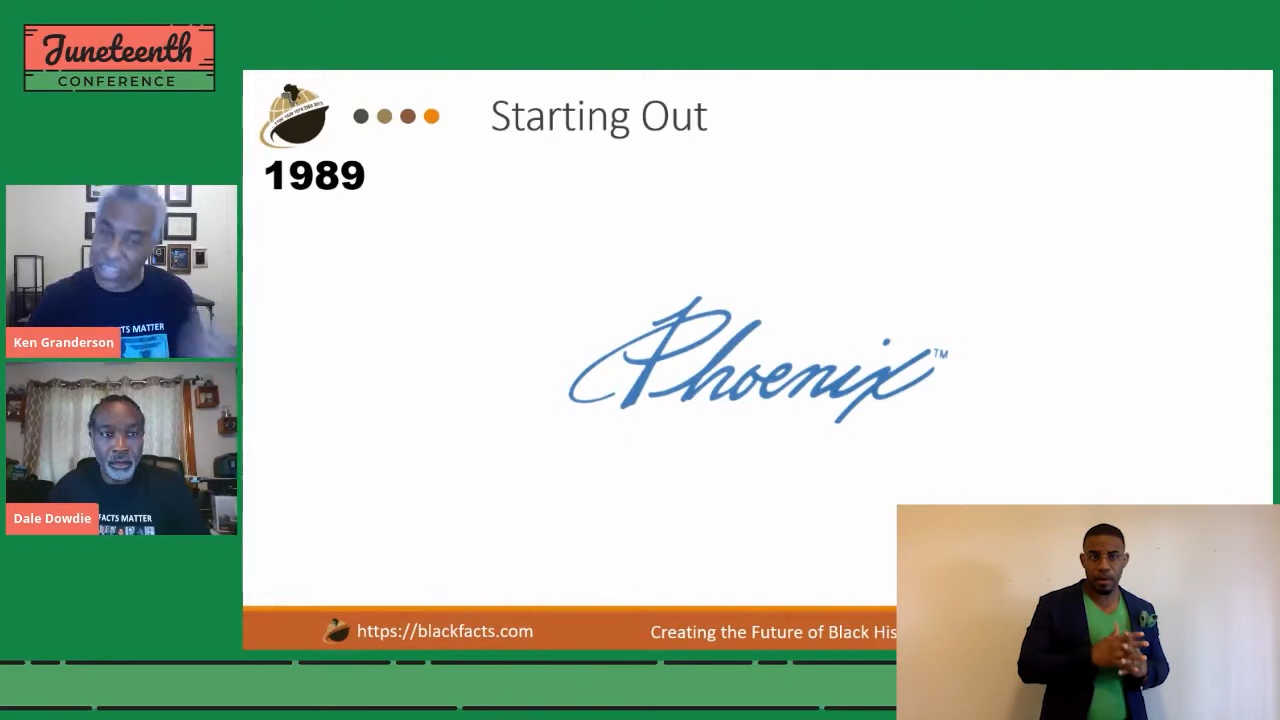 Juneteenth
CONFERENCE
Starting Out
1989
Phoenix™
Ken Granderson
FACTS MATTER
Dale Dowdie
FACTS MATTER
https://blackfacts.com
Creating the Future of Black His